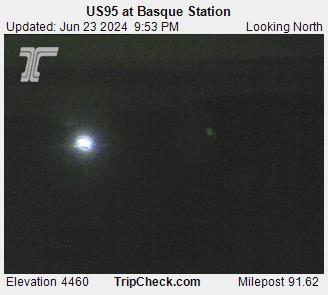 US95 at Basque Station
Updated: Jun 23 2024 9:53 PM Looking North
Elevation 4460 TripCheck.com Milepost 91.62